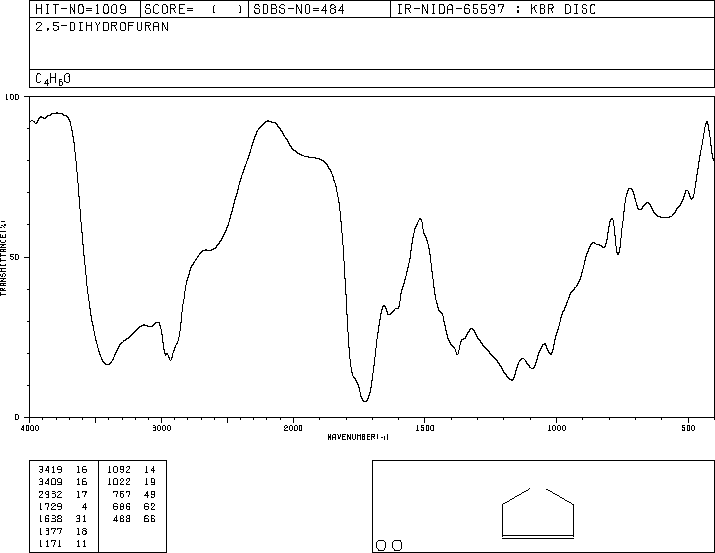 HIT-NO=1009 SCORE= ( ) SDBS-NO=484 IR-NIDA-65597 : KBR DISC
2,5-DIHYDROFURAN
C4H6O
100
50
0
TRANSMITTANCE(%)
4000 3000 2000 1500 1000 500
WAVENUMBER(-1)
3419 16 1092 14
3409 16 1022 19
2932 17 767 49
1729 4 686 62
1638 31 488 66
1377 18
1171 11
O O